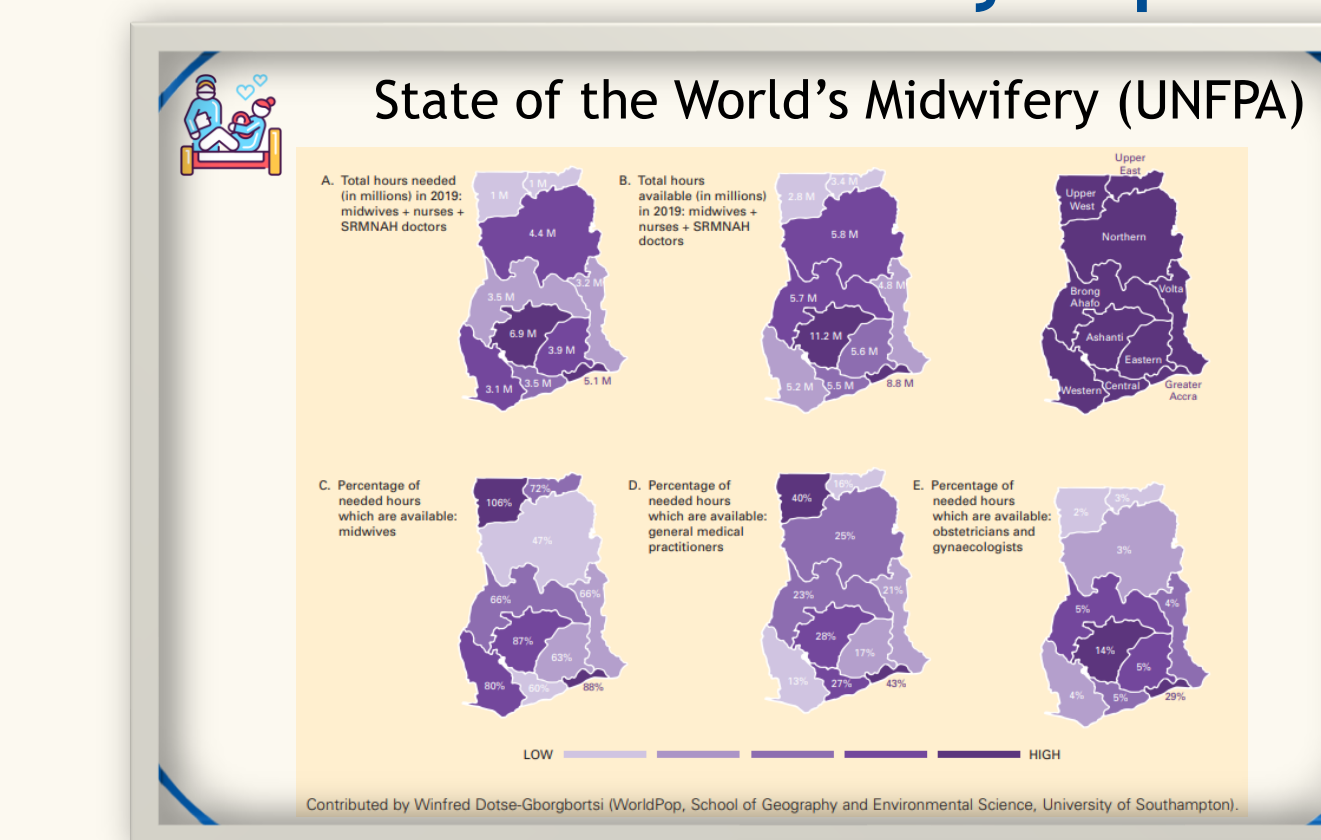 State of the World's Midwifery (UNFPA)
A. Total hours needed
(in millions) in 2019:
midwives + nurses +
SRMNAH doctors
1 M
1 M
4.4 M
3.2 M
3.5 M
6.9 M
3.9 M
3.1 M
3.5 M
5.1 M
B. Total hours
available (in millions)
in 2019: midwives +
nurses + SRMNAH
doctors
3.4 M
2.8 M
5.8 M
4.8 M
5.7 M
11.2 M
5.6 M
5.2 M
5.5 M
8.8 M
Upper
East
Upper
West
Northern
Brong
Ahafo
Volta
Ashanti
Eastern
Western
Central
Greater
Accra
C. Percentage of
needed hours
which are available:
midwives
72%
106%
47%
66%
66%
87%
63%
80%
60%
88%
D. Percentage of
needed hours
which are available:
general medical
practitioners
16%
40%
25%
21%
23%
28%
17%
13%
27%
43%
E. Percentage of
needed hours
which are available:
obstetricians and
gynaecologists
3%
2%
3%
4%
5%
14%
5%
4%
5%
29%
LOW
HIGH
Contributed by Winfred Dotse-Gborgbortsi (WorldPop, School of Geography and Environmental Science, University of Southampton).